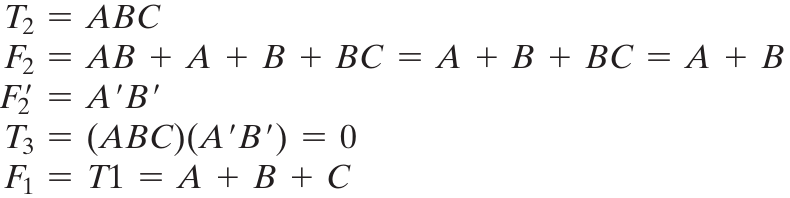 T₂ = ABC
F₂ = AB + A + B + BC = A + B + BC = A + B
F₂′ = A′B′
T₃ = (ABC)(A′B′) = 0
F₁ = T1 = A + B + C